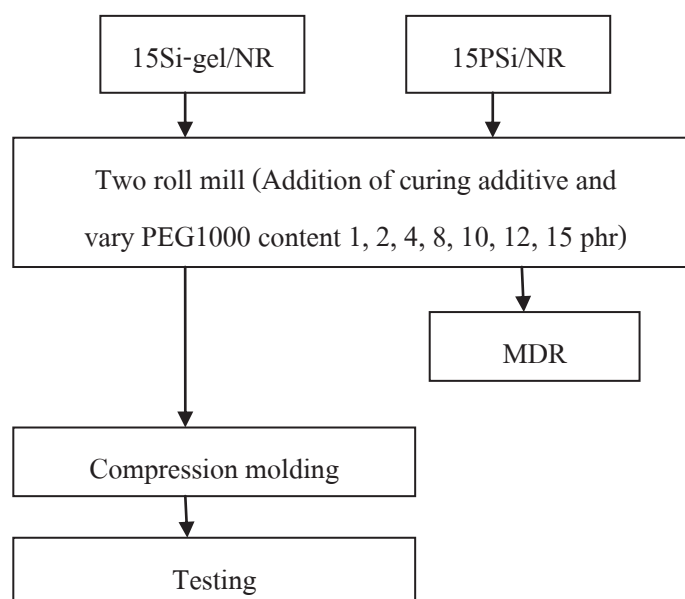 15Si-gel/NR
15PSi/NR
Two roll mill (Addition of curing additive and
vary PEG1000 content 1, 2, 4, 8, 10, 12, 15 phr)
MDR
Compression molding
Testing